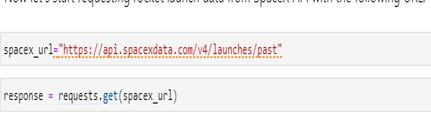 Now let's start requesting rocket launch data from SpaceX API with the following URL:
spacex_url="https://api.spacexdata.com/v4/launches/past"
response = requests.get(spacex_url)